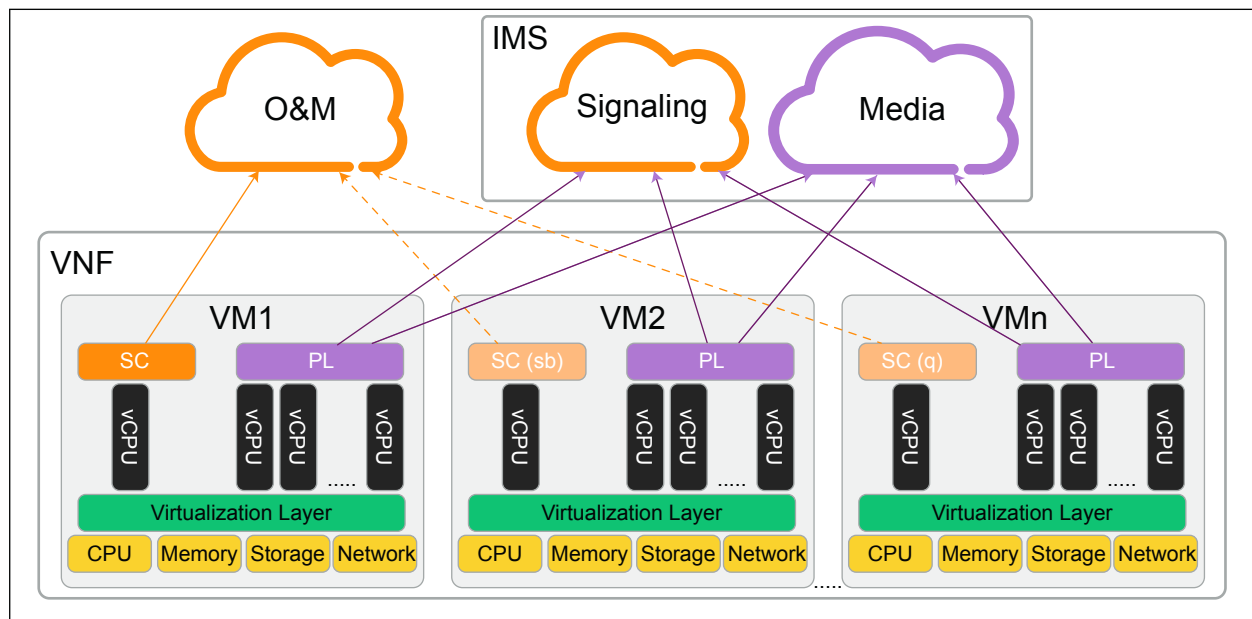 IMS
O&M
Signaling
Media
VNF
VM1
VM2
VMn
SC
PL
SC (sb)
PL
SC (q)
PL
vCPU
vCPU
vCPU
.....
vCPU
vCPU
vCPU
vCPU
.....
vCPU
vCPU
vCPU
vCPU
.....
vCPU
Virtualization Layer
Virtualization Layer
Virtualization Layer
CPU
Memory
Storage
Network
CPU
Memory
Storage
Network
CPU
Memory
Storage
Network
.....